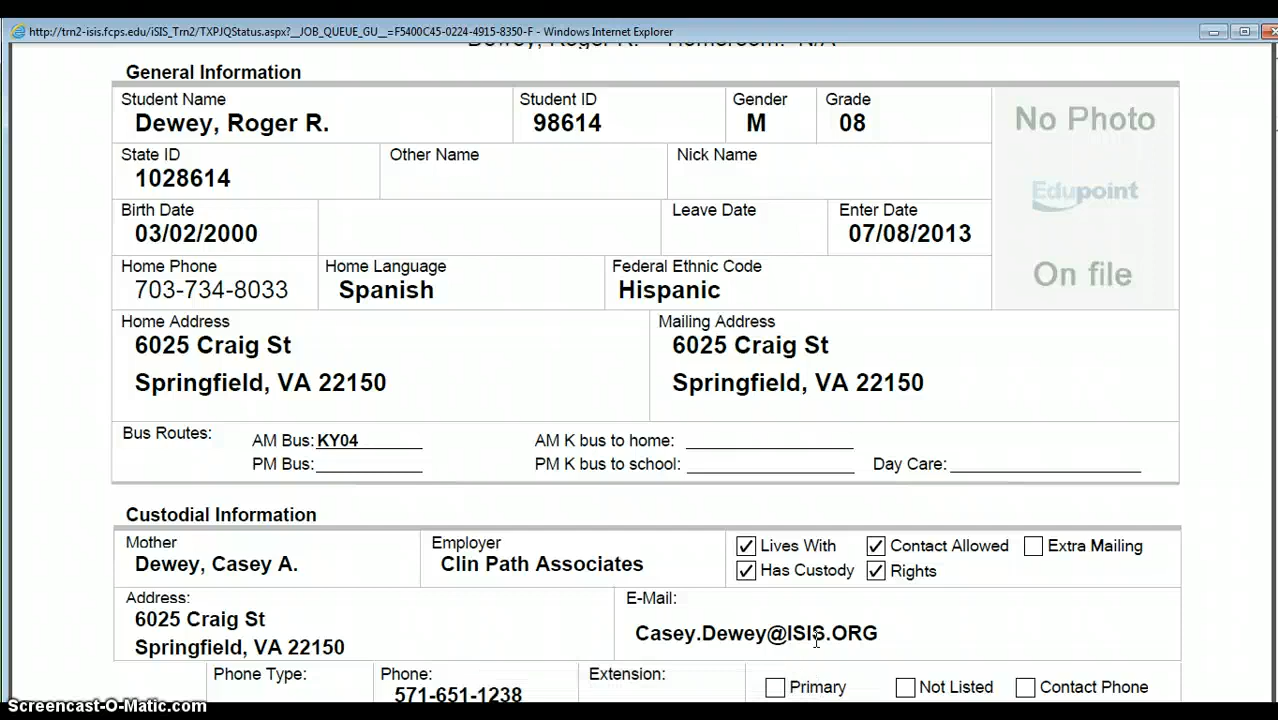 http://trn2-isis.fcps.edu/iSIS_Trn2/TXPJQStatus.aspx?__JOB_QUEUE_GU__=F5400C45-0224-4915-8350-F - Windows Internet Explorer
Dewey, Roger R. Homeroom: N/A
General Information
Student Name Student ID Gender Grade
Dewey, Roger R. 98614 M 08
No Photo
State ID Other Name Nick Name
1028614
Edupoint
Birth Date Leave Date Enter Date
03/02/2000 07/08/2013
Home Phone Home Language Federal Ethnic Code
703-734-8033 Spanish Hispanic
On file
Home Address Mailing Address
6025 Craig St 6025 Craig St
Springfield, VA 22150 Springfield, VA 22150
Bus Routes: AM Bus: KY04 AM K bus to home:
PM Bus: PM K bus to school: Day Care:
Custodial Information
Mother Employer Lives With Contact Allowed Extra Mailing
Dewey, Casey A. Clin Path Associates Has Custody Rights
Address: E-Mail:
6025 Craig St
Springfield, VA 22150 Casey.Dewey@ISIS.ORG
Phone Type: Phone: Extension:
571-651-1238 Primary Not Listed Contact Phone
Screencast-O-Matic.com